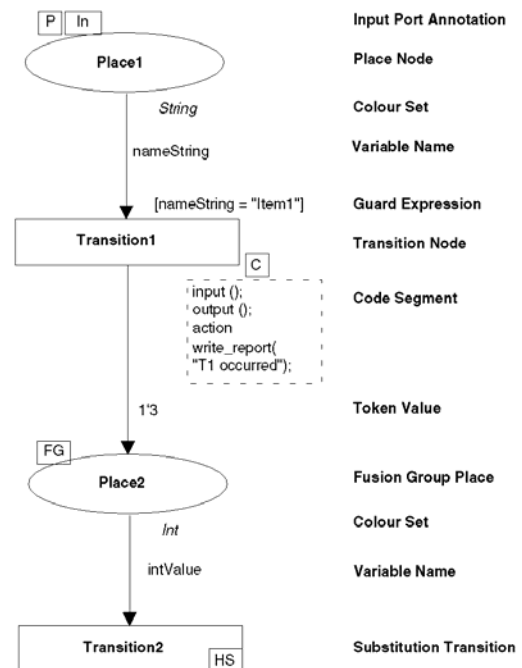 P In Input Port Annotation
Place1 Place Node
String Colour Set
nameString Variable Name
[nameString = "Item1"] Guard Expression
Transition1 Transition Node
C
input (); Code Segment
output ();
action
write_report(
"T1 occurred");
1'3 Token Value
FG
Place2 Fusion Group Place
Int Colour Set
intValue Variable Name
Transition2 Substitution Transition
HS